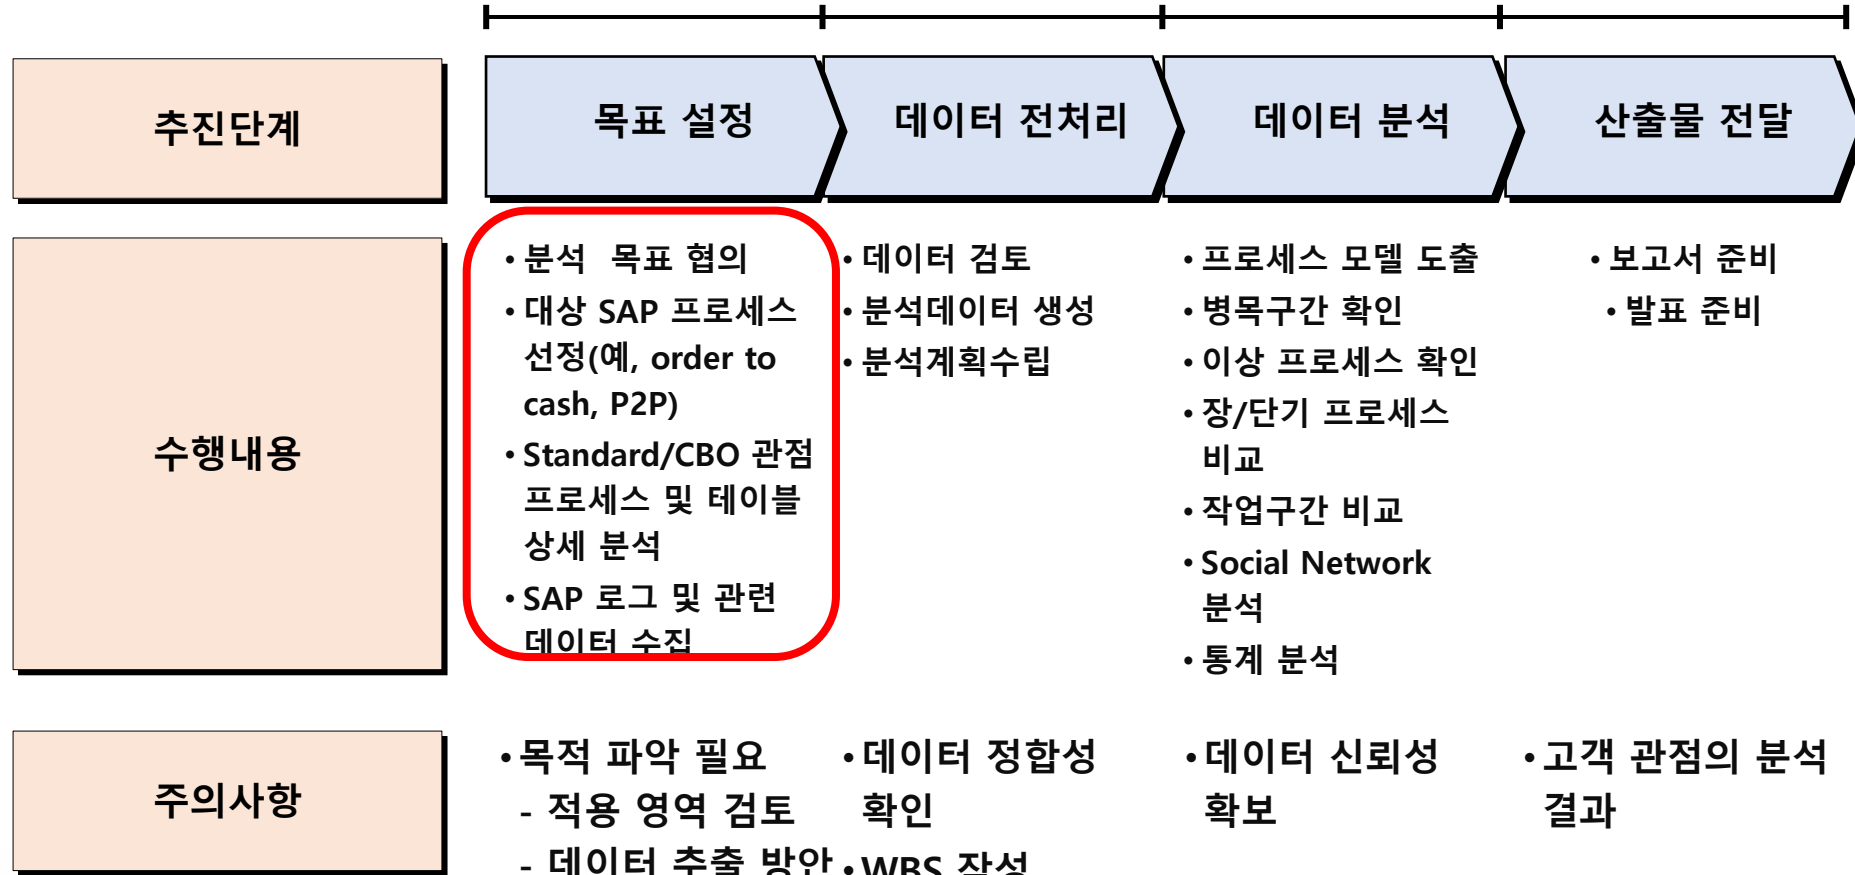 추진단계
목표 설정
데이터 전처리
데이터 분석
산출물 전달
수행내용
• 분석 목표 협의
• 대상 SAP 프로세스
선정(예, order to
cash, P2P)
• Standard/CBO 관점
프로세스 및 테이블
상세 분석
• SAP 로그 및 관련
데이터 수집
• 데이터 검토
• 분석데이터 생성
• 분석계획수립
• 프로세스 모델 도출
• 병목구간 확인
• 이상 프로세스 확인
• 장/단기 프로세스
비교
• 작업구간 비교
• Social Network
분석
• 통계 분석
• 보고서 준비
• 발표 준비
주의사항
• 목적 파악 필요
- 적용 영역 검토
- 데이터 추출 방안
• 데이터 정합성
확인
• WBS 작성
• 데이터 신뢰성
확보
• 고객 관점의 분석
결과